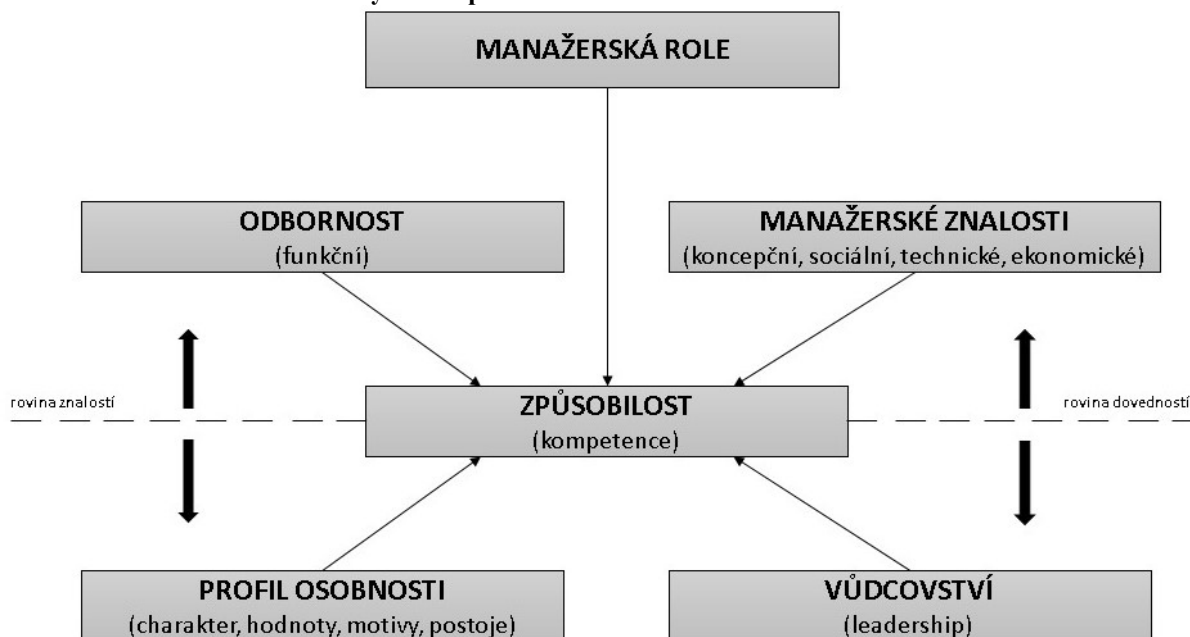 MANAŽERSKÁ ROLE
ODBORNOST
(funkční)
MANAŽERSKÉ ZNALOSTI
(koncepční, sociální, technické, ekonomické)
rovina znalostí
ZPŮSOBILOST
(kompetence)
rovina dovedností
PROFIL OSOBNOSTI
(charakter, hodnoty, motivy, postoje)
VŮDCOVSTVÍ
(leadership)